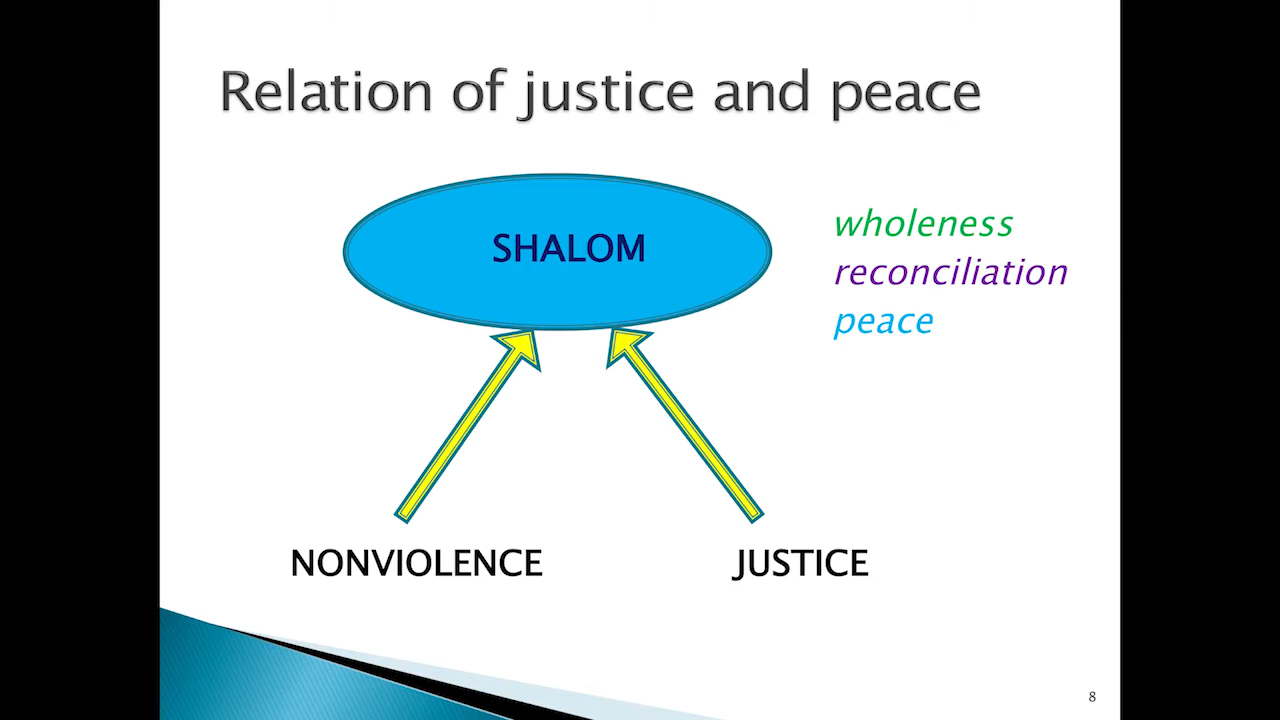 Relation of justice and peace
SHALOM
wholeness
reconciliation
peace
NONVIOLENCE
JUSTICE
8